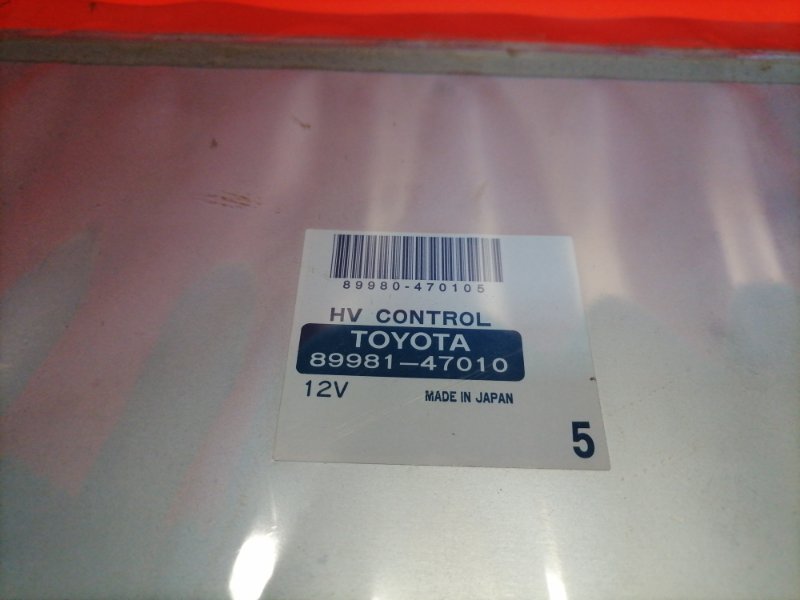 89980-470105
HV CONTROL
TOYOTA
89981-47010
12V MADE IN JAPAN
5